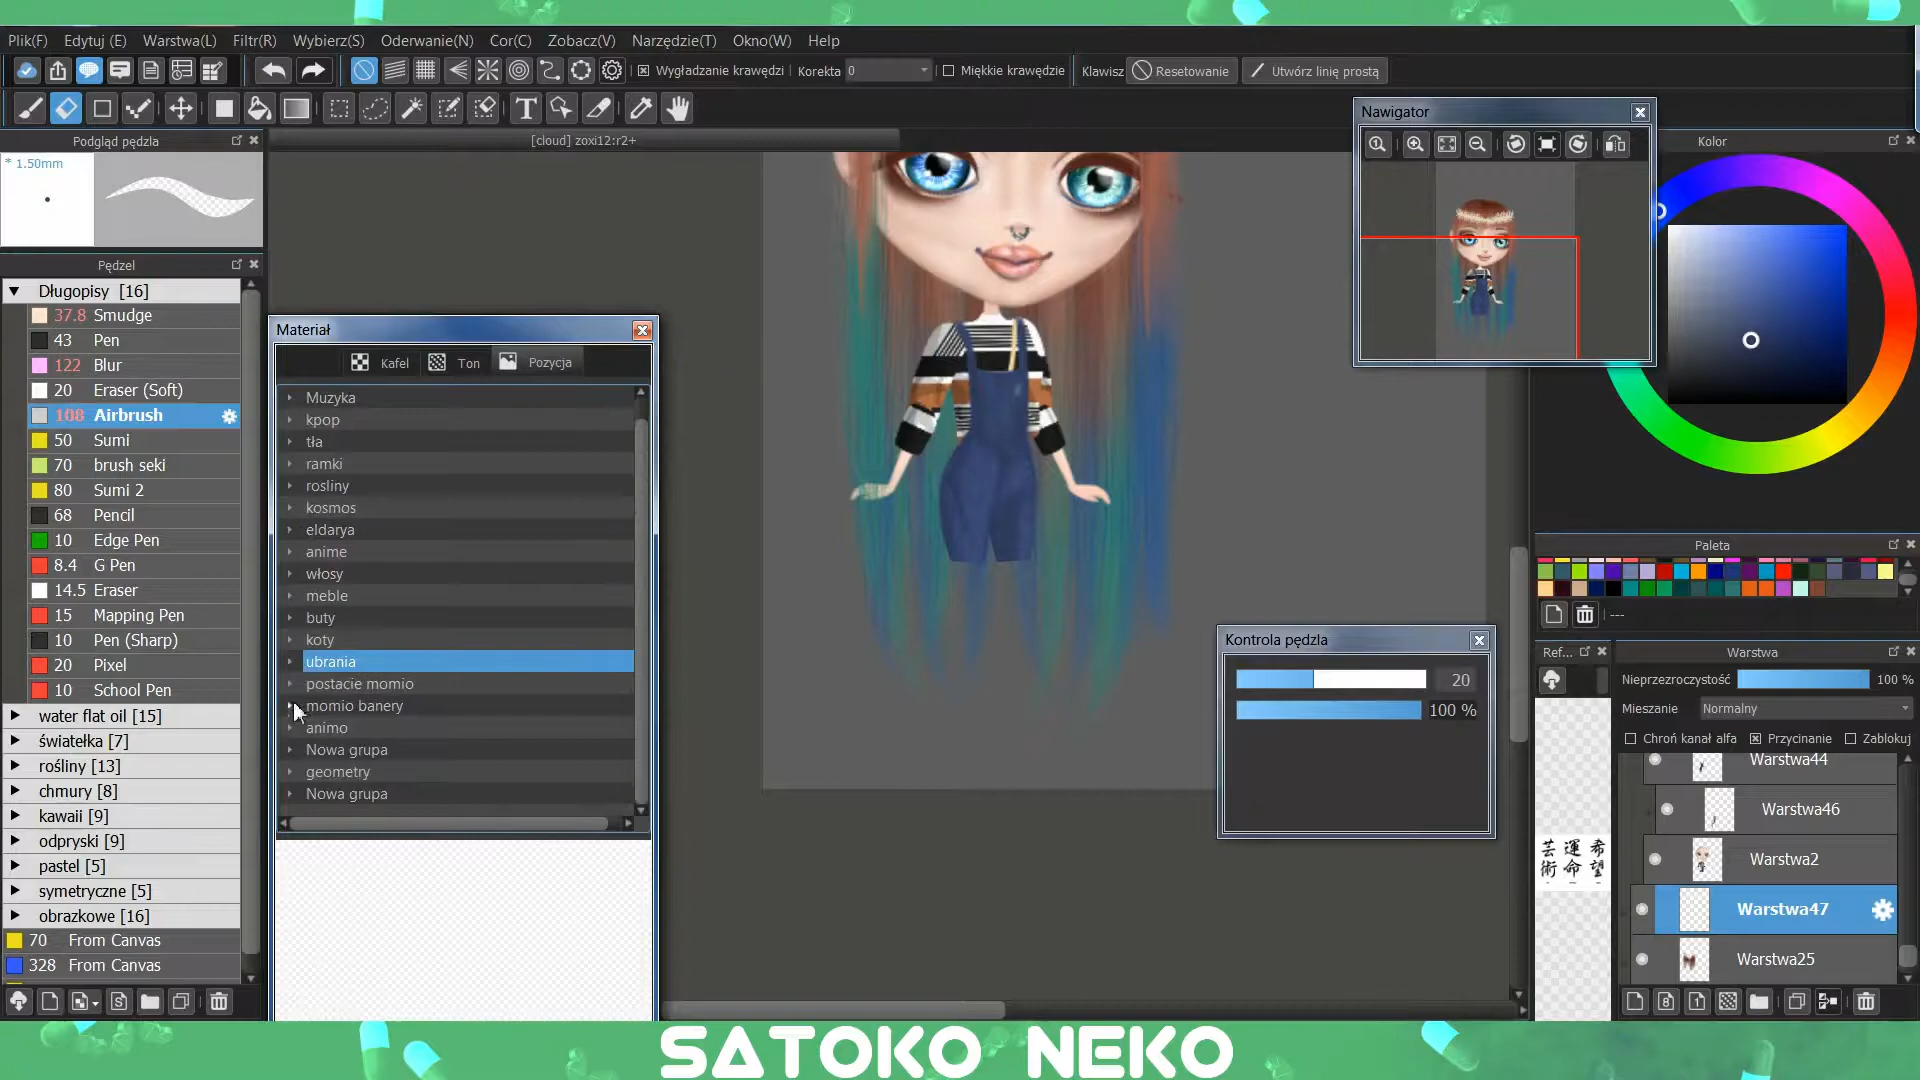 Plik(F) Edytuj (E) Warstwa(L) Filtr(R) Wybierz(S) Oderwanie(N) Cor(C) Zobacz(V) Narzędzie(T) Okno(W) Help
Wygładzanie krawędzi Korekta 0 Miękkie krawędzie Klawisz Resetowanie Utwórz linię prostą
Podgląd pędzla
[cloud] zoxi12:r2+
* 1.50mm
Pędzel
Długopisy [16]
37.8 Smudge
43 Pen
122 Blur
20 Eraser (Soft)
108 Airbrush
50 Sumi
70 brush seki
80 Sumi 2
68 Pencil
10 Edge Pen
8.4 G Pen
14.5 Eraser
15 Mapping Pen
10 Pen (Sharp)
20 Pixel
10 School Pen
water flat oil [15]
światełka [7]
rośliny [13]
chmury [8]
kawaii [9]
odpryski [9]
pastel [5]
symetryczne [5]
obrazkowe [16]
70 From Canvas
328 From Canvas
Materiał
Kafel Ton Pozycja
Muzyka
kpop
tła
ramki
rosliny
kosmos
eldarya
anime
włosy
meble
buty
koty
ubrania
postacie momio
momio banery
animo
Nowa grupa
geometry
Nowa grupa
Nawigator
Kolor
Kontrola pędzla
20
100 %
Paleta
---
Ref...
芸 運 希
術 命 望
Warstwa
Nieprzezroczystość 100 %
Mieszanie Normalny
Chroń kanał alfa Przycinanie Zablokuj
Warstwa44
Warstwa46
Warstwa2
Warstwa47
Warstwa25
SATOKO NEKO